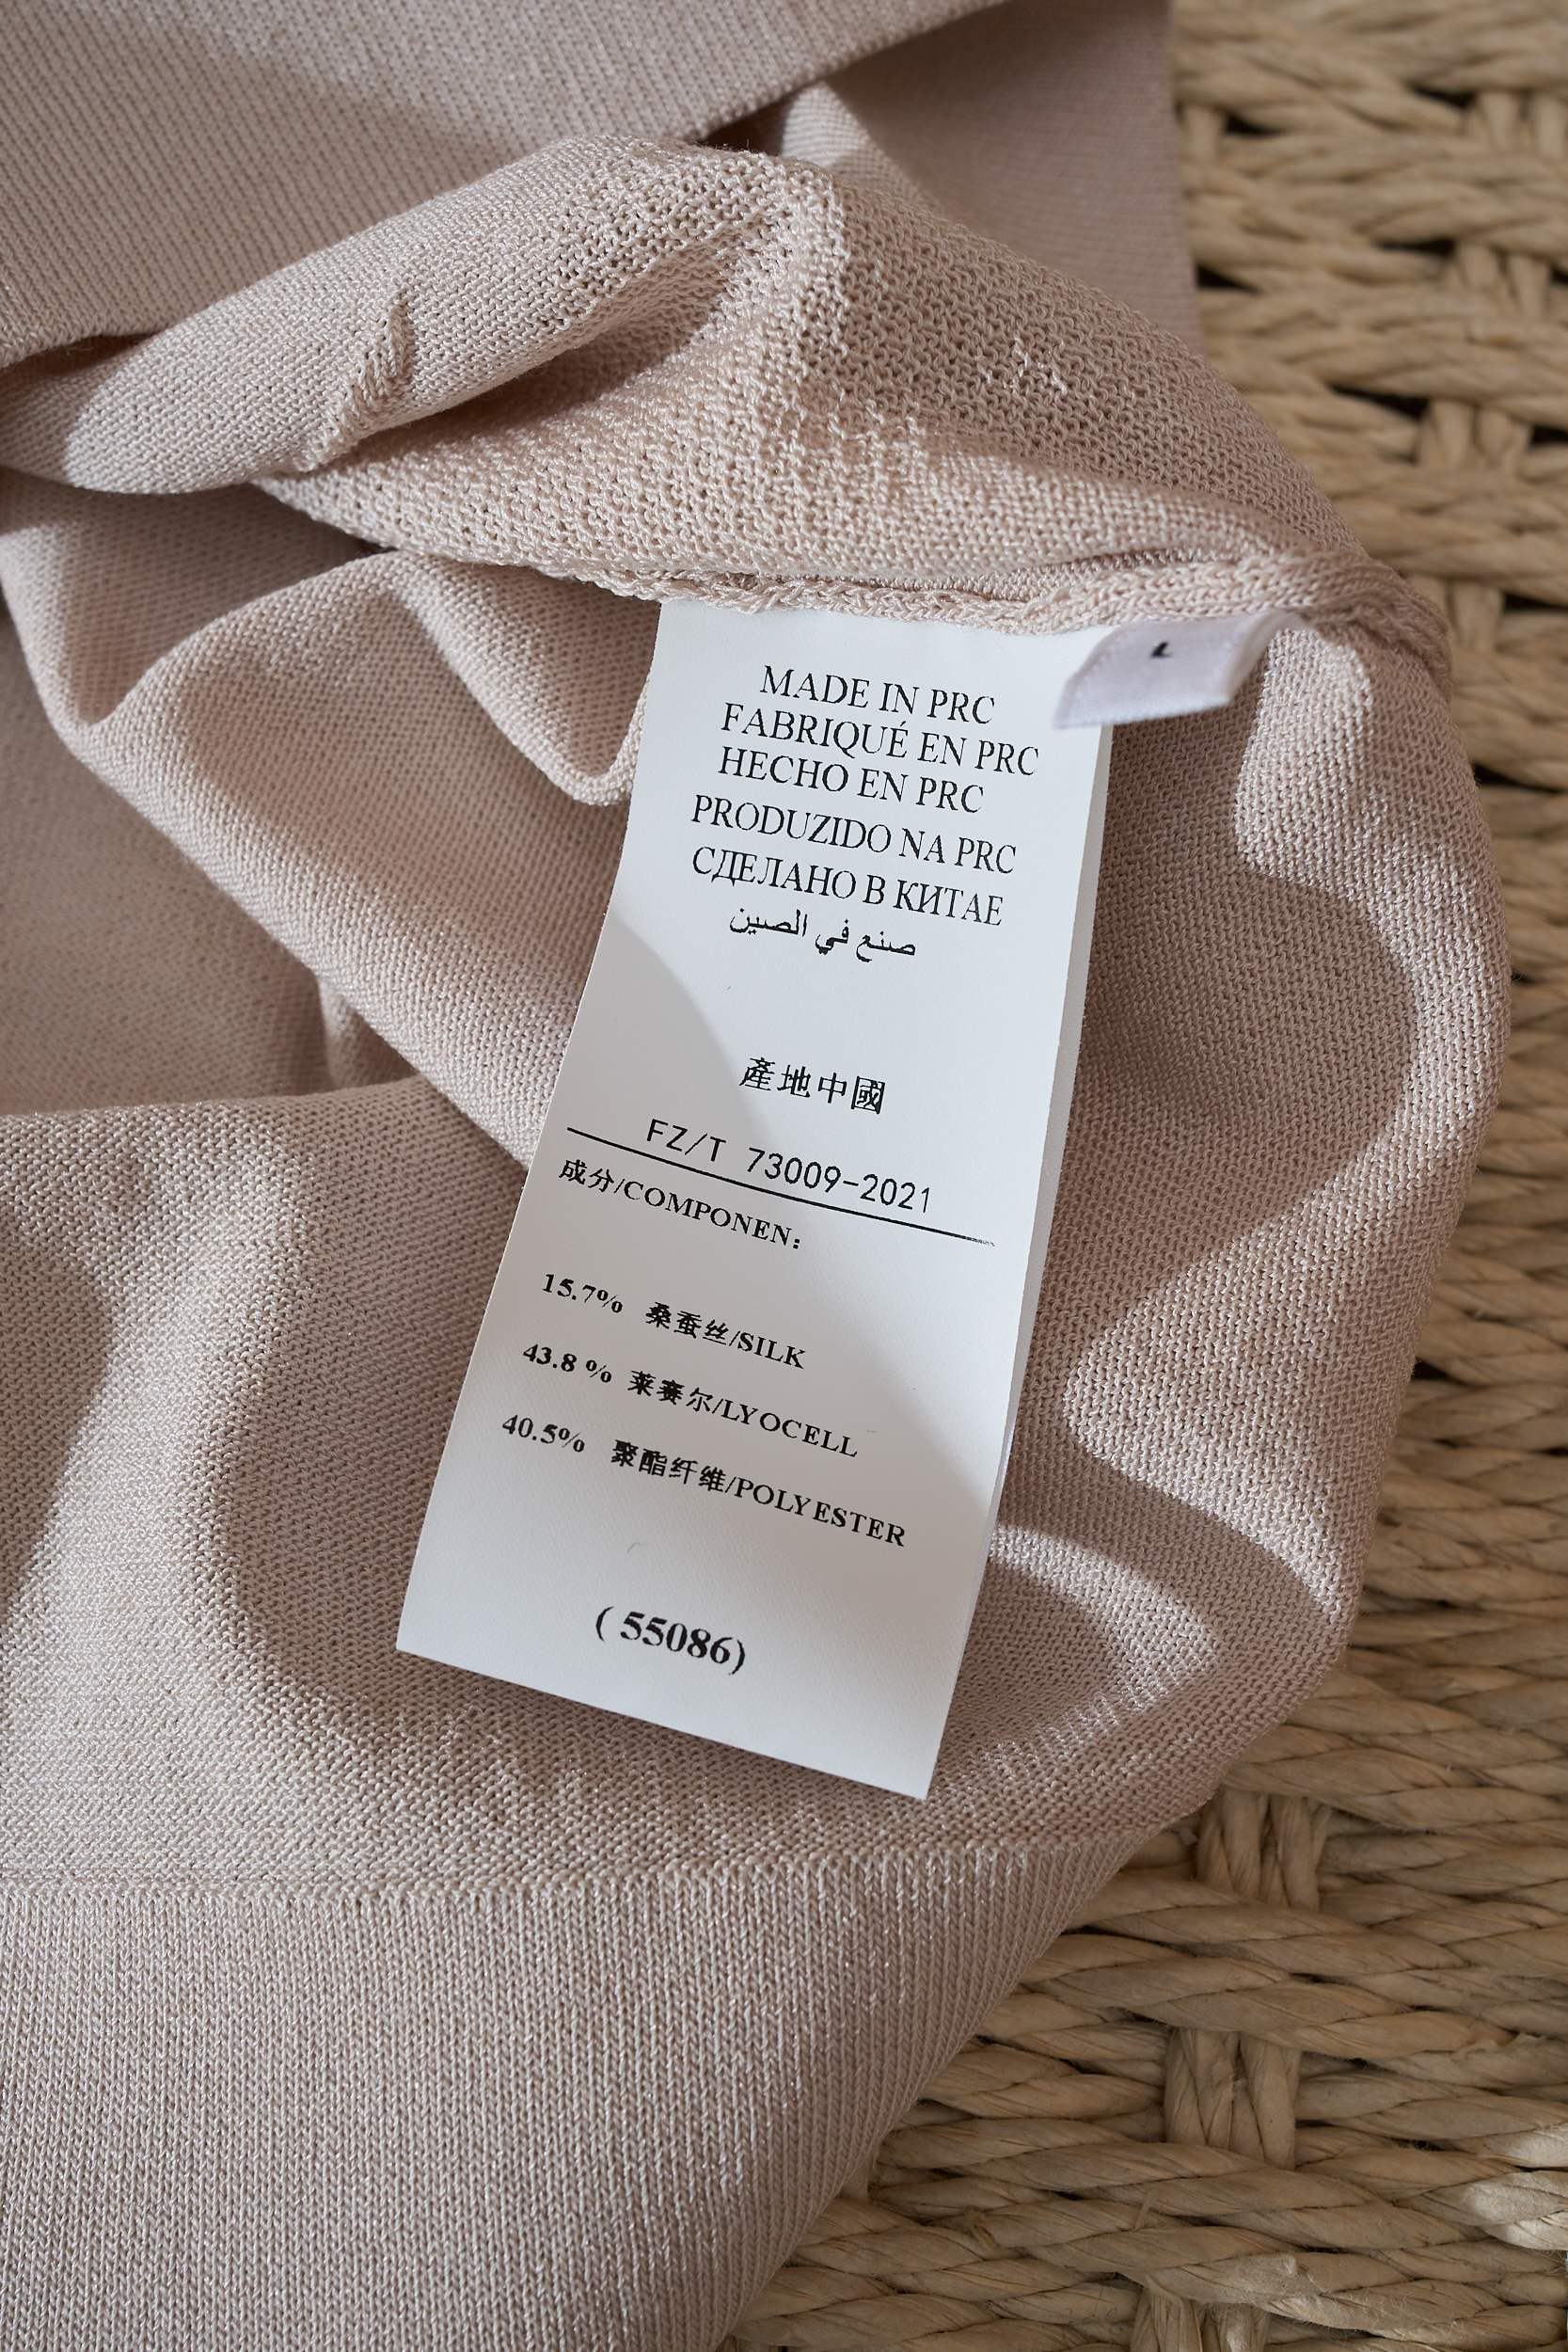 L
MADE IN PRC
FABRIQUÉ EN PRC
HECHO EN PRC
PRODUZIDO NA PRC
СДЕЛАНО В КИТАЕ
صنع في الصين
產地中國
FZ/T 73009-2021
成分/COMPONEN:
15.7% 桑蚕丝/SILK
43.8 % 莱赛尔/LYOCELL
40.5% 聚酯纤维/POLYESTER
( 55086)